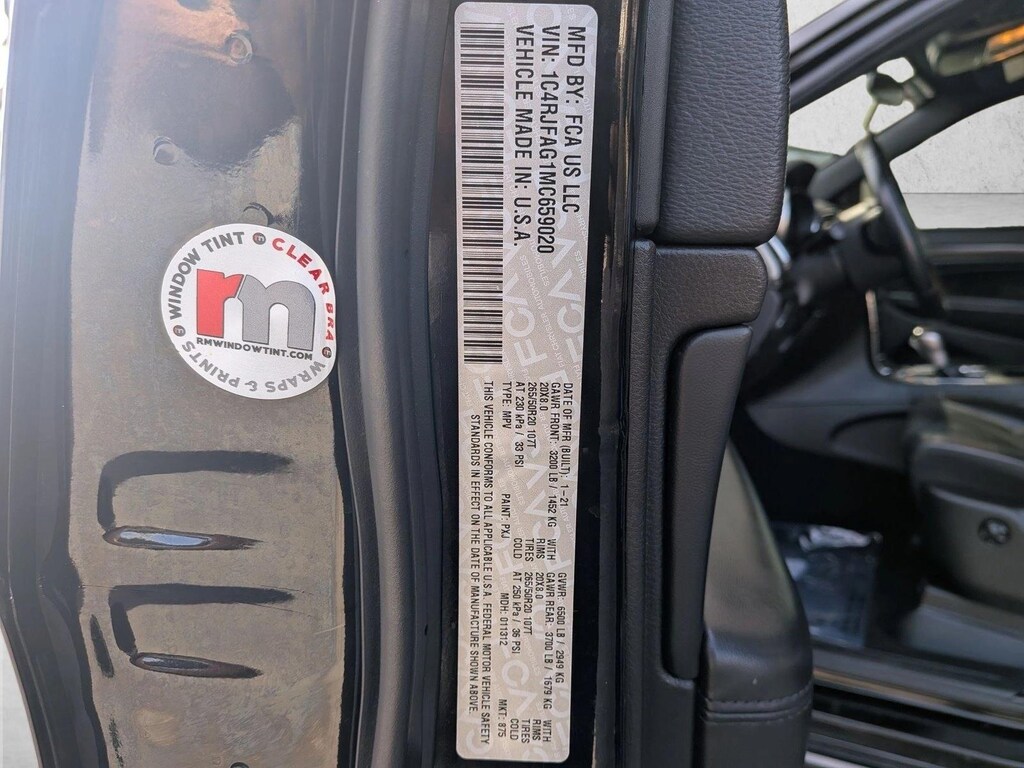 MFD BY: FCA US LLC
VIN: 1C4RJFAG1MC659020
VEHICLE MADE IN: U.S.A.
DATE OF MFR (BUILT): 1-21 GVWR: 6500 LB / 2949 KG
GAWR FRONT: 3200 LB / 1452 KG WITH GAWR REAR: 3700 LB / 1679 KG WITH
20X8.0 RIMS 20X8.0 RIMS
265/50R20 107T TIRES 265/50R20 107T TIRES
AT 230 kPa / 33 PSI COLD AT 250 kPa / 36 PSI COLD
TYPE: MPV PAINT: PXJ MDH: 011312 MKT: 875
THIS VEHICLE CONFORMS TO ALL APPLICABLE U.S.A. FEDERAL MOTOR VEHICLE SAFETY
STANDARDS IN EFFECT ON THE DATE OF MANUFACTURE SHOWN ABOVE.
WINDOW TINT
CLEAR BRA
WRAPS & PRINTS
rm
RMWINDOWTINT.COM